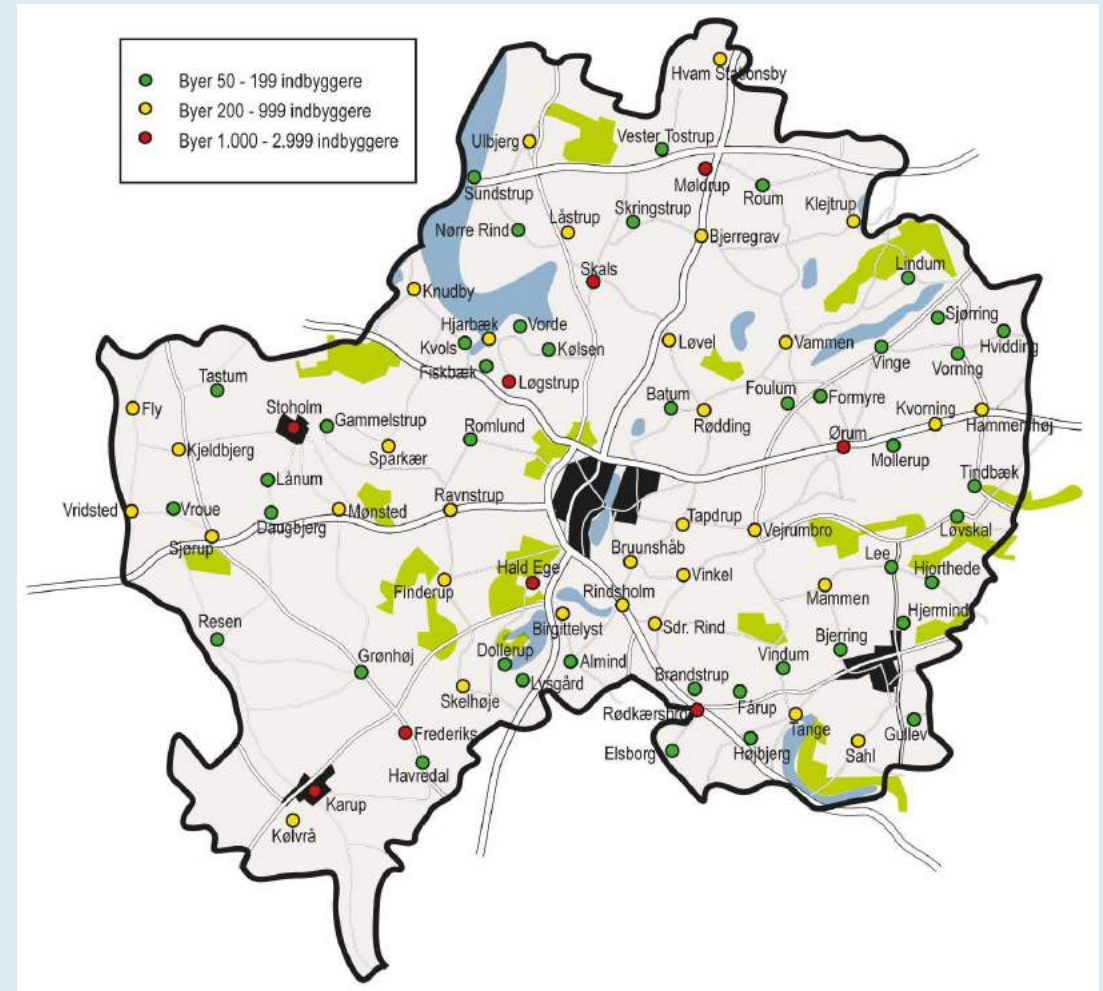 Byer 50 - 199 indbyggere
Byer 200 - 999 indbyggere
Byer 1.000 - 2.999 indbyggere
Hvam Stationsby
Ulbjerg
Vester Tostrup
Møldrup
Sundstrup
Roum
Klejtrup
Låstrup
Skringstrup
Nørre Rind
Bjerregrav
Lindum
Skals
Knudby
Sjørring
Hjarbæk
Vorde
Hvidding
Kvols
Kølsen
Løvel
Vammen
Vinge
Vorning
Fiskbæk
Løgstrup
Tastum
Batum
Foulum
Formyre
Fly
Stoholm
Gammelstrup
Rødding
Kvorning
Hammershøj
Romlund
Ørum
Kjeldbjerg
Sparkær
Mollerup
Tindbæk
Lånum
Ravnstrup
Vridsted
Vroue
Mønsted
Tapdrup
Vejrumbro
Løvskal
Daugbjerg
Sjørup
Bruunshåb
Lee
Hald Ege
Vinkel
Hjorthede
Finderup
Rindsholm
Mammen
Hjermind
Resen
Birgittelyst
Sdr. Rind
Bjerring
Grønhøj
Dollerup
Almind
Vindum
Lysgård
Brandstrup
Skelhøje
Fårup
Rødkærsbro
Frederiks
Tange
Gullev
Elsborg
Højbjerg
Sahl
Havredal
Karup
Kølvrå